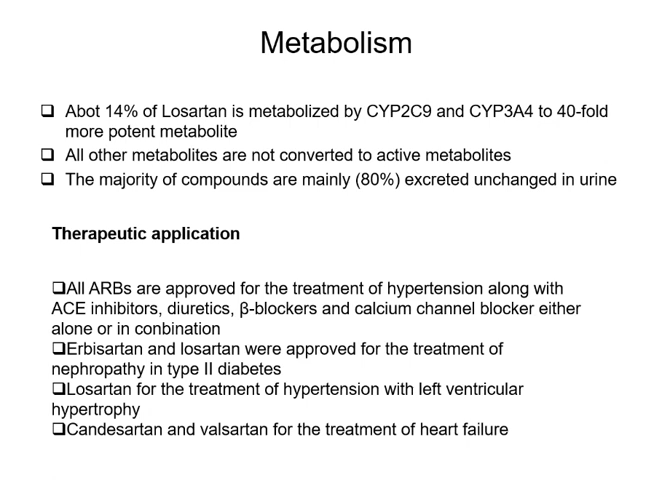 Metabolism
❑ Abot 14% of Losartan is metabolized by CYP2C9 and CYP3A4 to 40-fold
more potent metabolite
❑ All other metabolites are not converted to active metabolites
❑ The majority of compounds are mainly (80%) excreted unchanged in urine
Therapeutic application
❑All ARBs are approved for the treatment of hypertension along with
ACE inhibitors, diuretics, β-blockers and calcium channel blocker either
alone or in conbination
❑Erbisartan and losartan were approved for the treatment of
nephropathy in type II diabetes
❑Losartan for the treatment of hypertension with left ventricular
hypertrophy
❑Candesartan and valsartan for the treatment of heart failure